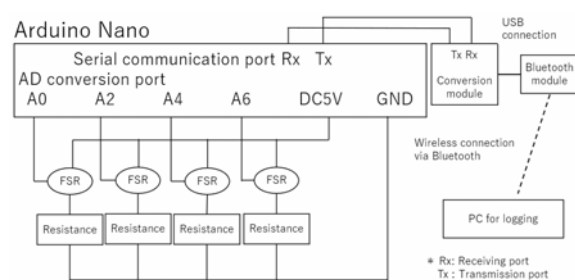 Arduino Nano
Serial communication port Rx Tx
AD conversion port
A0 A2 A4 A6 DC5V GND
Tx Rx
Conversion
module
USB
connection
Bluetooth
module
FSR FSR FSR FSR
Resistance Resistance Resistance Resistance
Wireless connection
via Bluetooth
PC for logging
* Rx: Receiving port
Tx : Transmission port